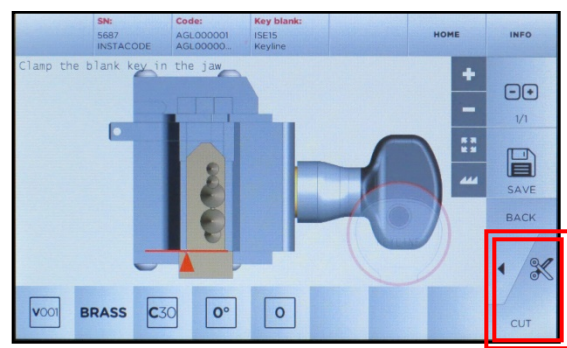 SN:
5687
INSTACODE
Code:
AGL000001
AGL00000...
Key blank:
ISE15
Keyline
HOME
INFO
Clamp the blank key in the jaw
1/1
SAVE
BACK
CUT
V001
BRASS
C30
0°
0